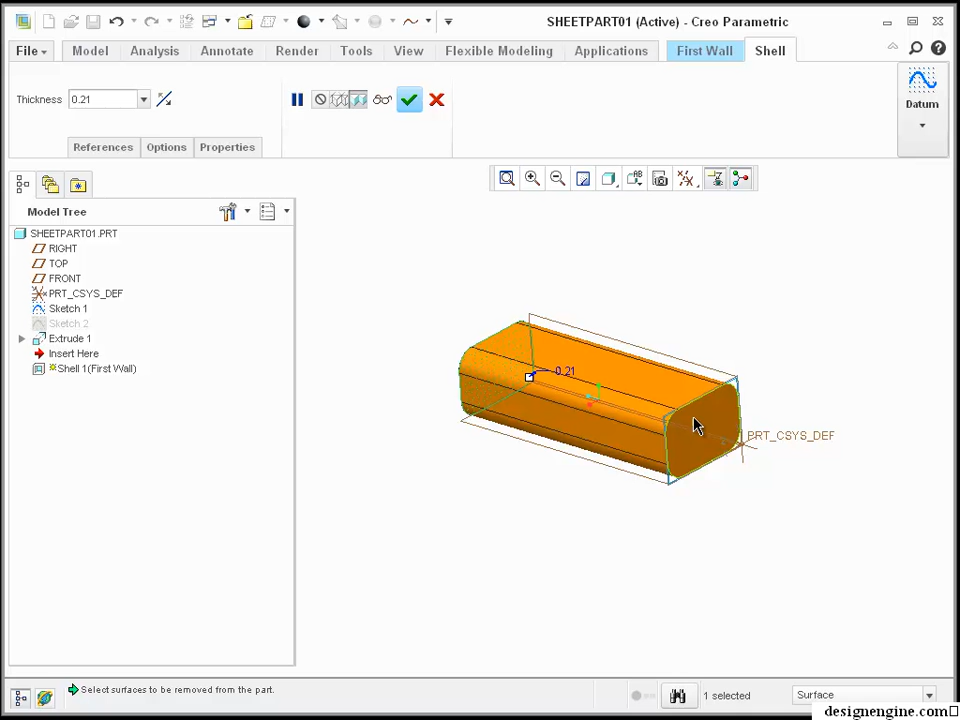 SHEETPART01 (Active) - Creo Parametric
File Model Analysis Annotate Render Tools View Flexible Modeling Applications First Wall Shell
Thickness 0.21
Datum
References Options Properties
Model Tree
SHEETPART01.PRT
RIGHT
TOP
FRONT
PRT_CSYS_DEF
Sketch 1
Sketch 2
Extrude 1
Insert Here
Shell 1(First Wall)
0.21
PRT_CSYS_DEF
Select surfaces to be removed from the part.
1 selected
Surface
designengine.com